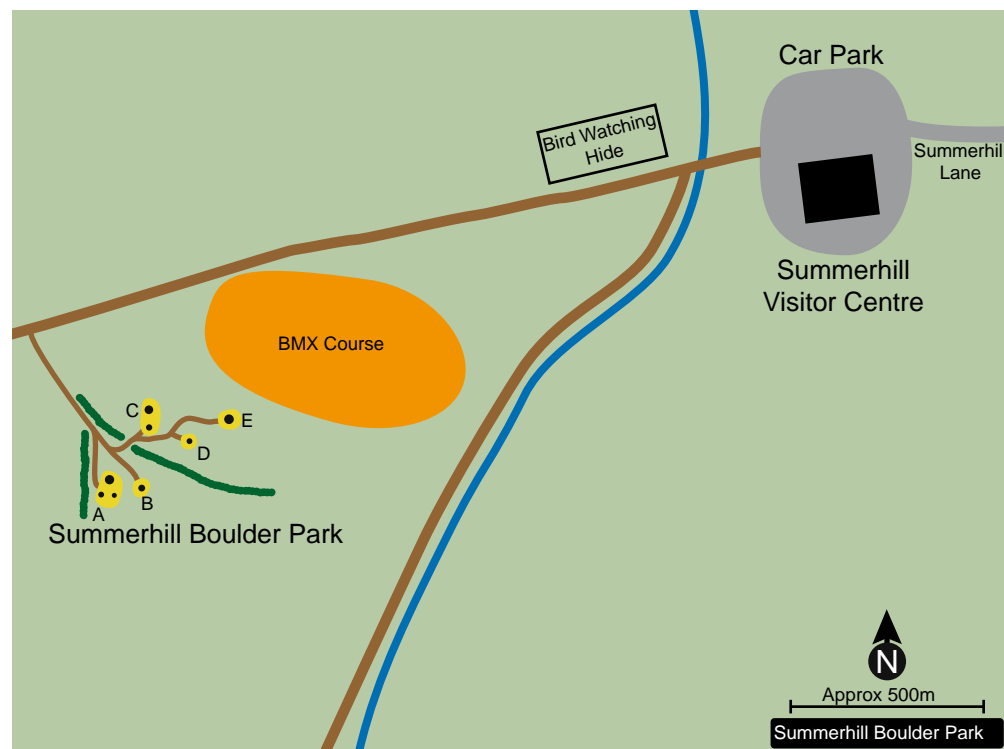 Car Park
Bird Watching
Hide
Summerhill
Lane
Summerhill
Visitor Centre
BMX Course
C
E
D
B
A
Summerhill Boulder Park
N
Approx 500m
Summerhill Boulder Park